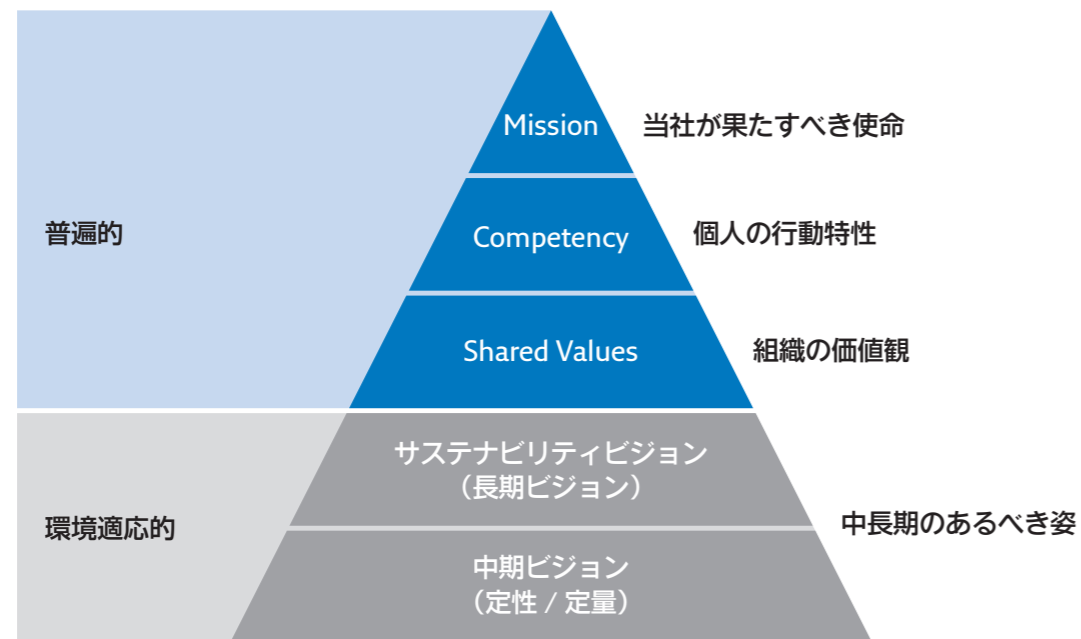 Mission
当社が果たすべき使命
普遍的
Competency
個人の行動特性
Shared Values
組織の価値観
サステナビリティビジョン
（長期ビジョン）
環境適応的
中長期のあるべき姿
中期ビジョン
（定性 / 定量）